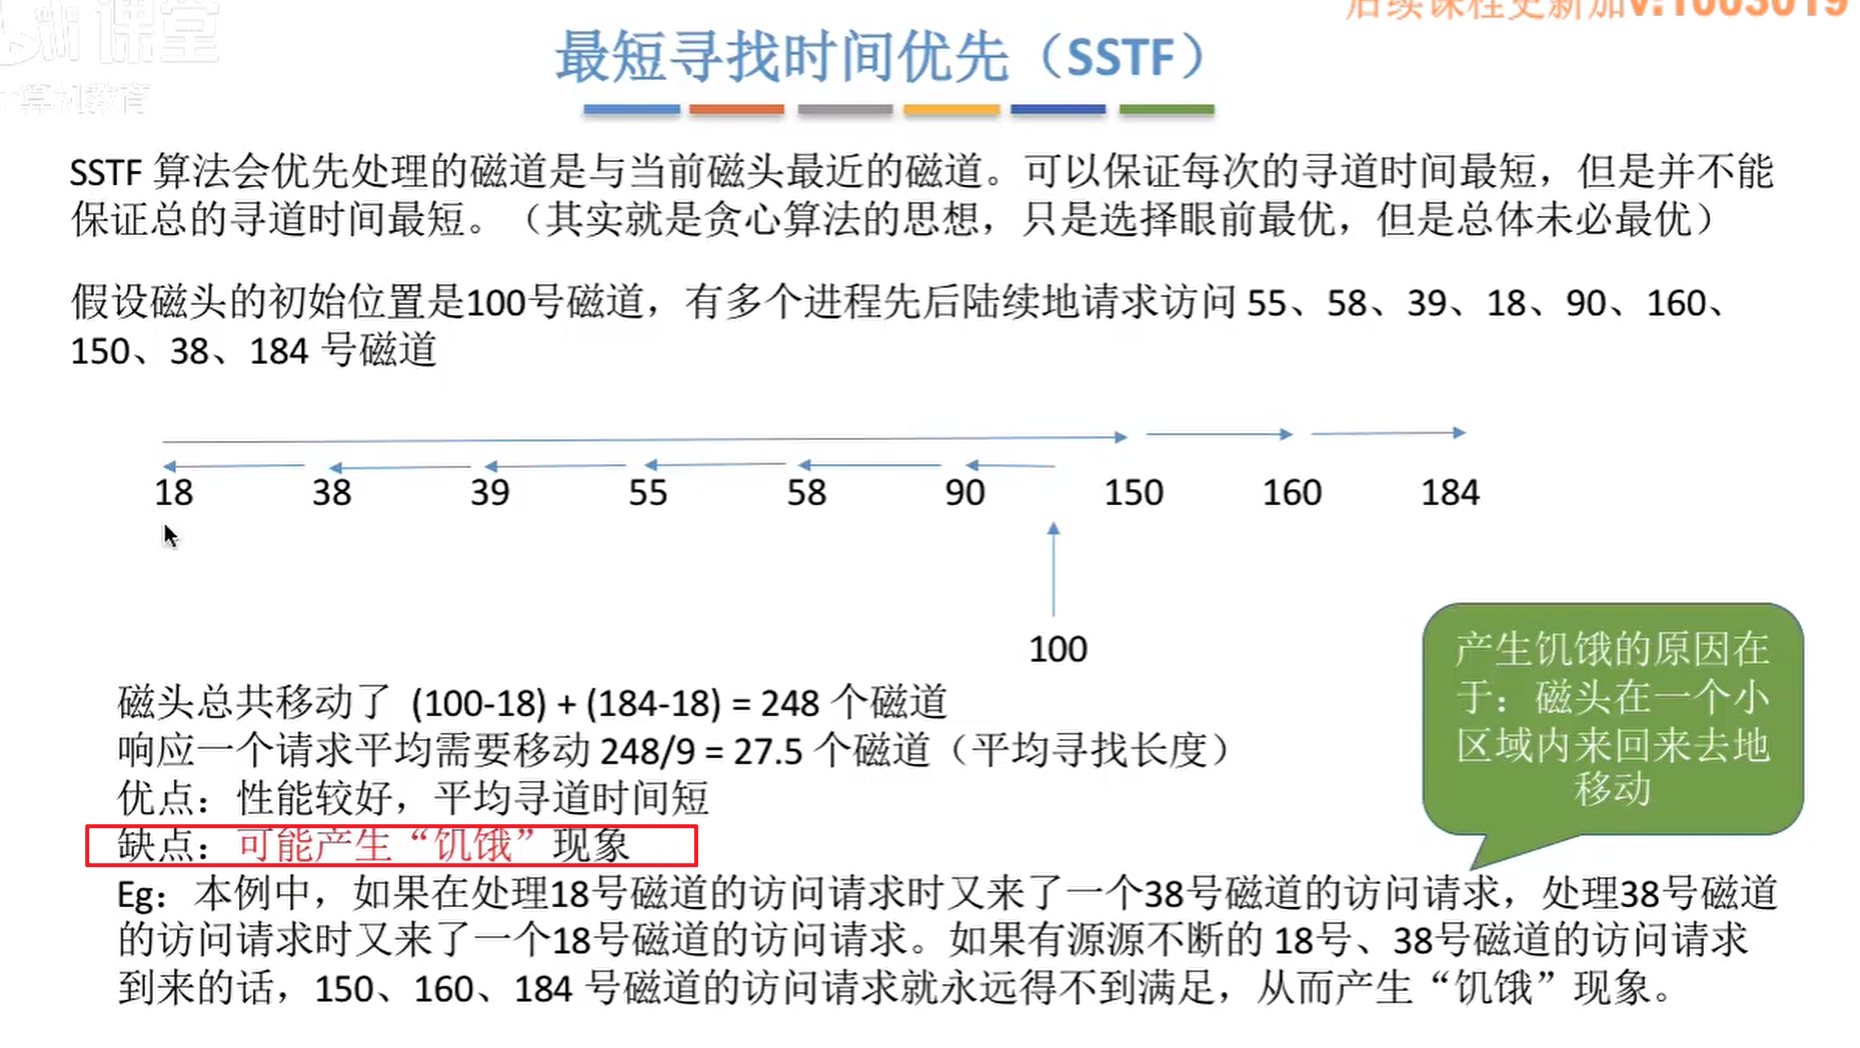 后续课程更新加v:1003019
课堂
算机教育
最短寻找时间优先（SSTF）
SSTF 算法会优先处理的磁道是与当前磁头最近的磁道。可以保证每次的寻道时间最短，但是并不能
保证总的寻道时间最短。（其实就是贪心算法的思想，只是选择眼前最优，但是总体未必最优）
假设磁头的初始位置是100号磁道，有多个进程先后陆续地请求访问 55、58、39、18、90、160、
150、38、184 号磁道
18 38 39 55 58 90 150 160 184
100
产生饥饿的原因在
于：磁头在一个小
区域内来回来去地
移动
磁头总共移动了 (100-18) + (184-18) = 248 个磁道
响应一个请求平均需要移动 248/9 = 27.5 个磁道（平均寻找长度）
优点：性能较好，平均寻道时间短
缺点：可能产生“饥饿”现象
Eg：本例中，如果在处理18号磁道的访问请求时又来了一个38号磁道的访问请求，处理38号磁道
的访问请求时又来了一个18号磁道的访问请求。如果有源源不断的 18号、38号磁道的访问请求
到来的话，150、160、184 号磁道的访问请求就永远得不到满足，从而产生“饥饿”现象。